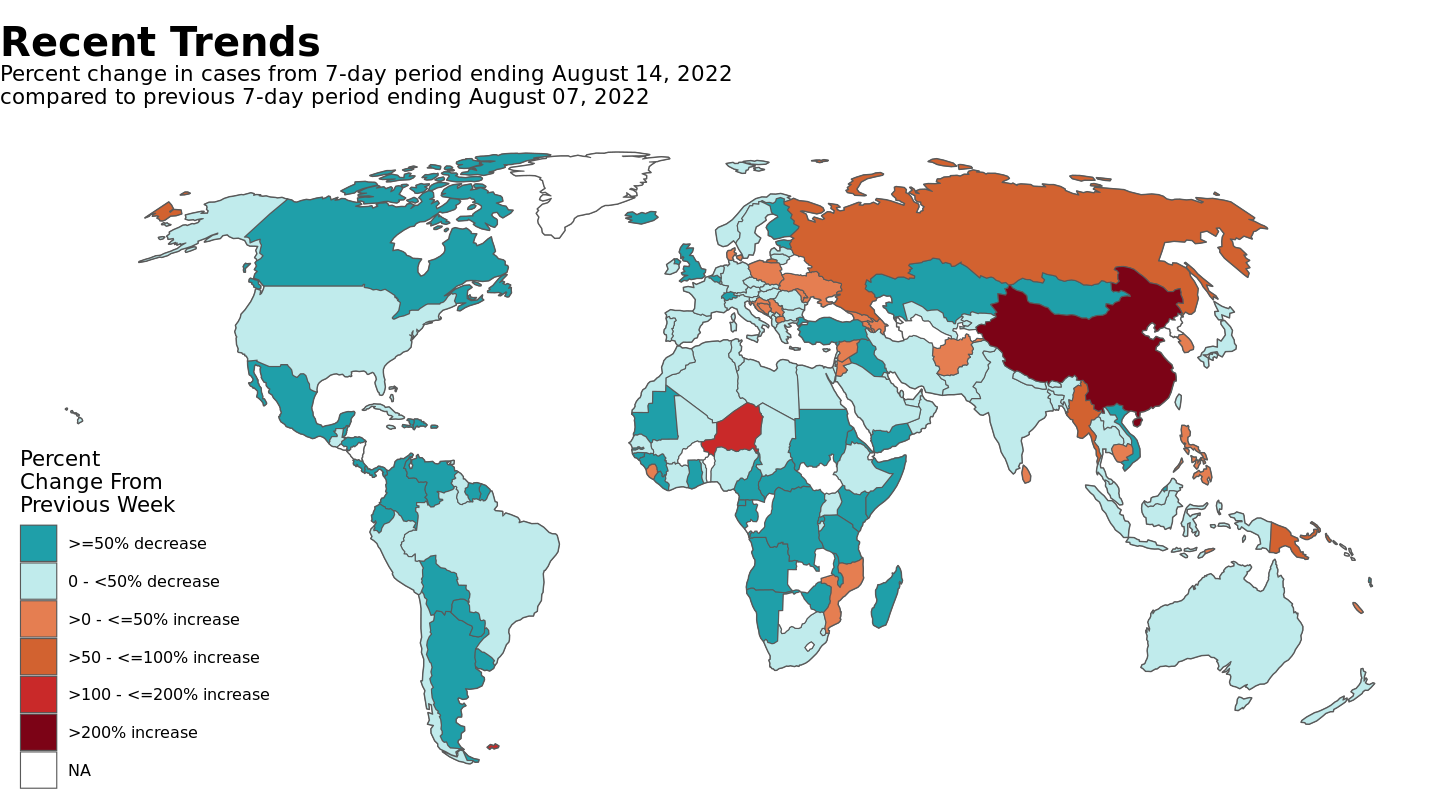 Recent Trends
Percent change in cases from 7-day period ending August 14, 2022
compared to previous 7-day period ending August 07, 2022
Percent
Change From
Previous Week
>=50% decrease
0 - <50% decrease
>0 - <=50% increase
>50 - <=100% increase
>100 - <=200% increase
>200% increase
NA